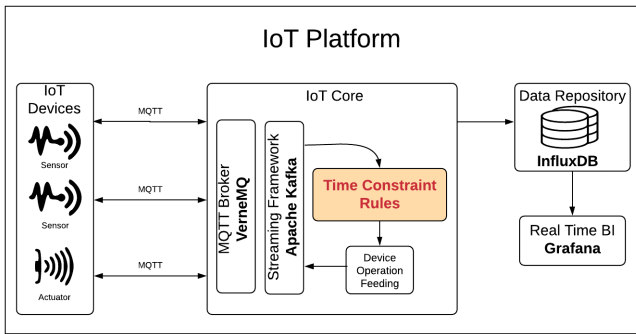 IoT Platform
IoT
Devices
Sensor
Sensor
Actuator
MQTT
MQTT
MQTT
IoT Core
MQTT Broker
VerneMQ
Streaming Framework
Apache Kafka
Time Constraint
Rules
Device
Operation
Feeding
Data Repository
InfluxDB
Real Time BI
Grafana